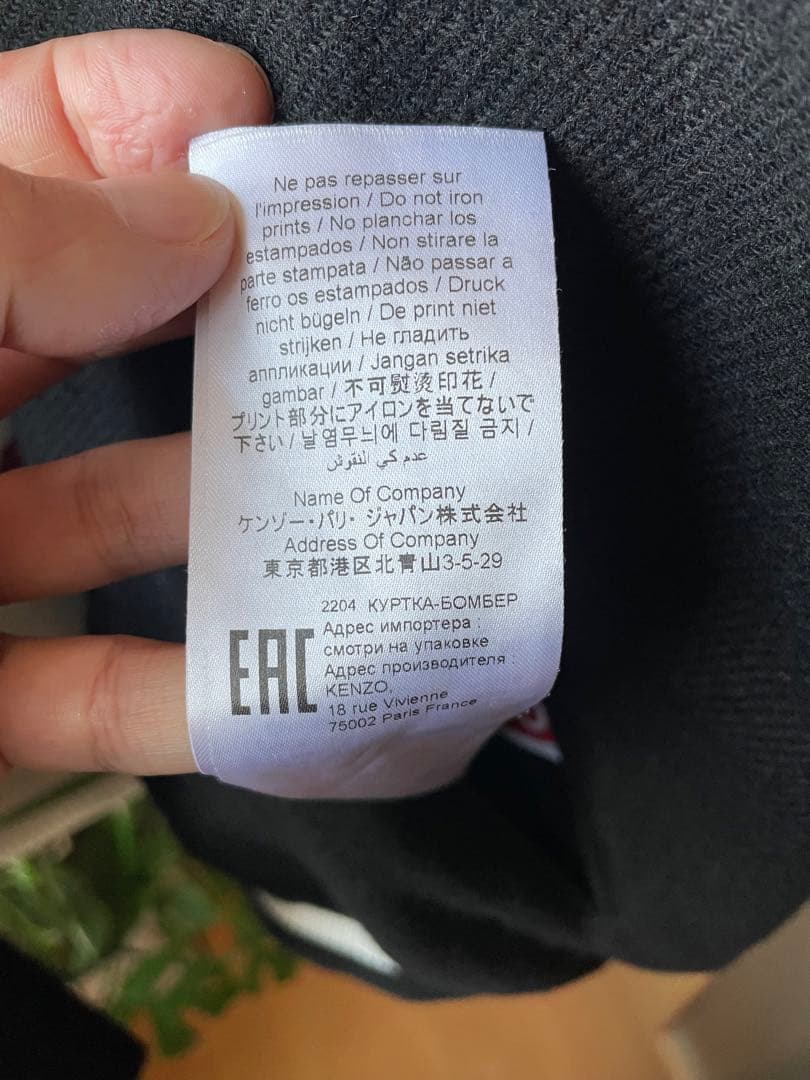 Ne pas repasser sur
l'impression / Do not iron
prints / No planchar los
estampados / Non stirare la
parte stampata / Não passar a
ferro os estampados / Druck
nicht bügeln / De print niet
strijken / Не гладить
аппликации / Jangan setrika
gambar / 不可熨烫印花 /
プリント部分にアイロンを当てないで
下さい / 날염무늬에 다림질 금지 /
عدم كي النقوش
Name Of Company
ケンゾー・パリ・ジャパン株式会社
Address Of Company
東京都港区北青山3-5-29
2204 КУРТКА-БОМБЕР
EAC
Адрес импортера :
смотри на упаковке
Адрес производителя :
KENZO,
18 rue Vivienne
75002 Paris France